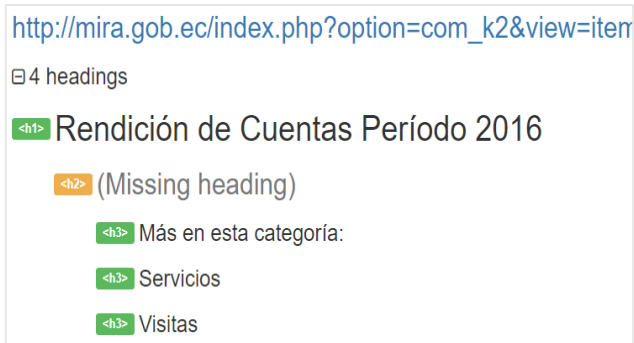 http://mira.gob.ec/index.php?option=com_k2&view=item
4 headings
<h1> Rendición de Cuentas Período 2016
<h2> (Missing heading)
<h3> Más en esta categoría:
<h3> Servicios
<h3> Visitas